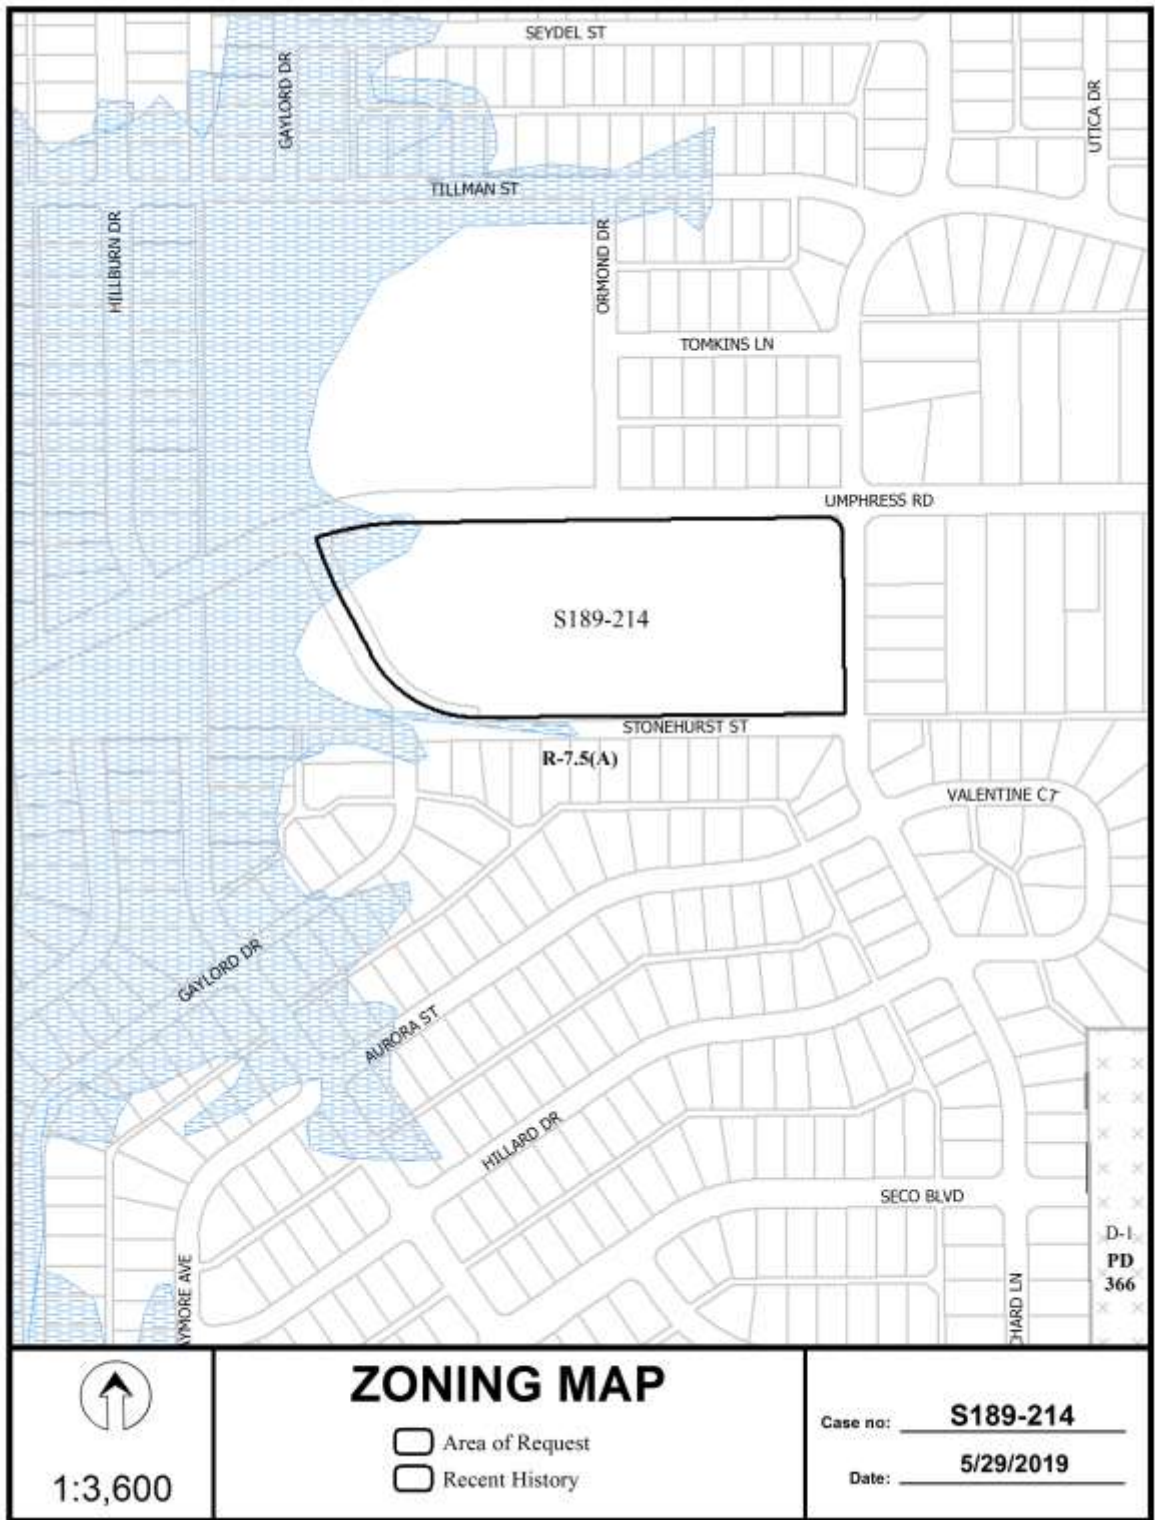 SEYDEL ST
GAYLORD DR
UTICA DR
TILLMAN ST
HILLBURN DR
ORMOND DR
TOMKINS LN
UMPHRESS RD
S189-214
STONEHURST ST
R-7.5(A)
VALENTINE CT
GAYLORD DR
AURORA ST
HILLARD DR
SECO BLVD
D-1
PD
366
YMORE AVE
CHARD LN
ZONING MAP
Area of Request
Recent History
1:3,600
Case no: S189-214
Date: 5/29/2019